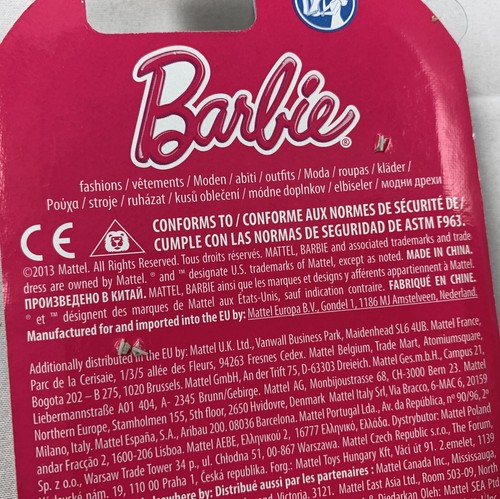 Barbie®
fashions / vêtements / Moden / abiti / outfits / Moda / roupas / kläder /
Ρούχα / stroje / ruházat / kusů oblečení / módne doplnkov / elbiseler / модни дрехи
CE CONFORMS TO / CONFORME AUX NORMES DE SÉCURITÉ DE /
CUMPLE CON LAS NORMAS DE SEGURIDAD DE ASTM F963.
©2013 Mattel. All Rights Reserved. Tous droits réservés. MATTEL, BARBIE and associated trademarks and trade
dress are owned by Mattel. ® and ™ designate U.S. trademarks of Mattel, except as noted. MADE IN CHINA.
ПРОИЗВЕДЕНО В КИТАЙ. MATTEL, BARBIE ainsi que les marques et designs y afférents appartiennent à Mattel.
® et ™ désignent des marques de Mattel aux États-Unis, sauf indication contraire. FABRIQUÉ EN CHINE.
Manufactured for and imported into the EU by: Mattel Europa B.V., Gondel 1, 1186 MJ Amstelveen, Nederland.
Additionally distributed in the EU by: Mattel U.K. Ltd., Vanwall Business Park, Maidenhead SL6 4UB. Mattel France,
Parc de la Cerisaie, 1/3/5 allée des Fleurs, 94263 Fresnes Cedex. Mattel Belgium, Trade Mart, Atomiumsquare,
Bogota 202 – B 275, 1020 Brussels. Mattel GmbH, An der Trift 75, D-63303 Dreieich. Mattel Ges.m.b.H., Campus 21,
Liebermannstraße A01 404, A- 2345 Brunn/Gebirge. Mattel AG, Monbijoustrasse 68, CH-3000 Bern 23. Mattel
Northern Europe, Stamholmen 155, 5th floor, 2650 Hvidovre, Denmark. Mattel Italy Srl, Via Bracco, 6-MAC 6, 20159
Milano, Italy. Mattel España, S.A., Aribau 200. 08036 Barcelona. Mattel Portugal Lda., Av. da República, nº 90/96, 2º
andar Fracção 2, 1600-206 Lisboa. Mattel AEBE, Ελληνικού 2, 16777 Ελληνικό, Ελλάδα. Dystrybutor: Mattel Poland
Sp. z o.o., Warsaw Trade Tower 34 p., ul. Chłodna 51, 00-867 Warszawa. Mattel Czech Republic s.r.o., The Forum,
19, 110 00 Praha 1, Česká republika. Forg.: Mattel Toys Hungary Kft, Váci út 91. 2.emelet, 1139
where by: Distribué aussi par les partenaires : Mattel Canada Inc., Mississauga,
Victoria, 3121. Mattel East Asia Ltd.,